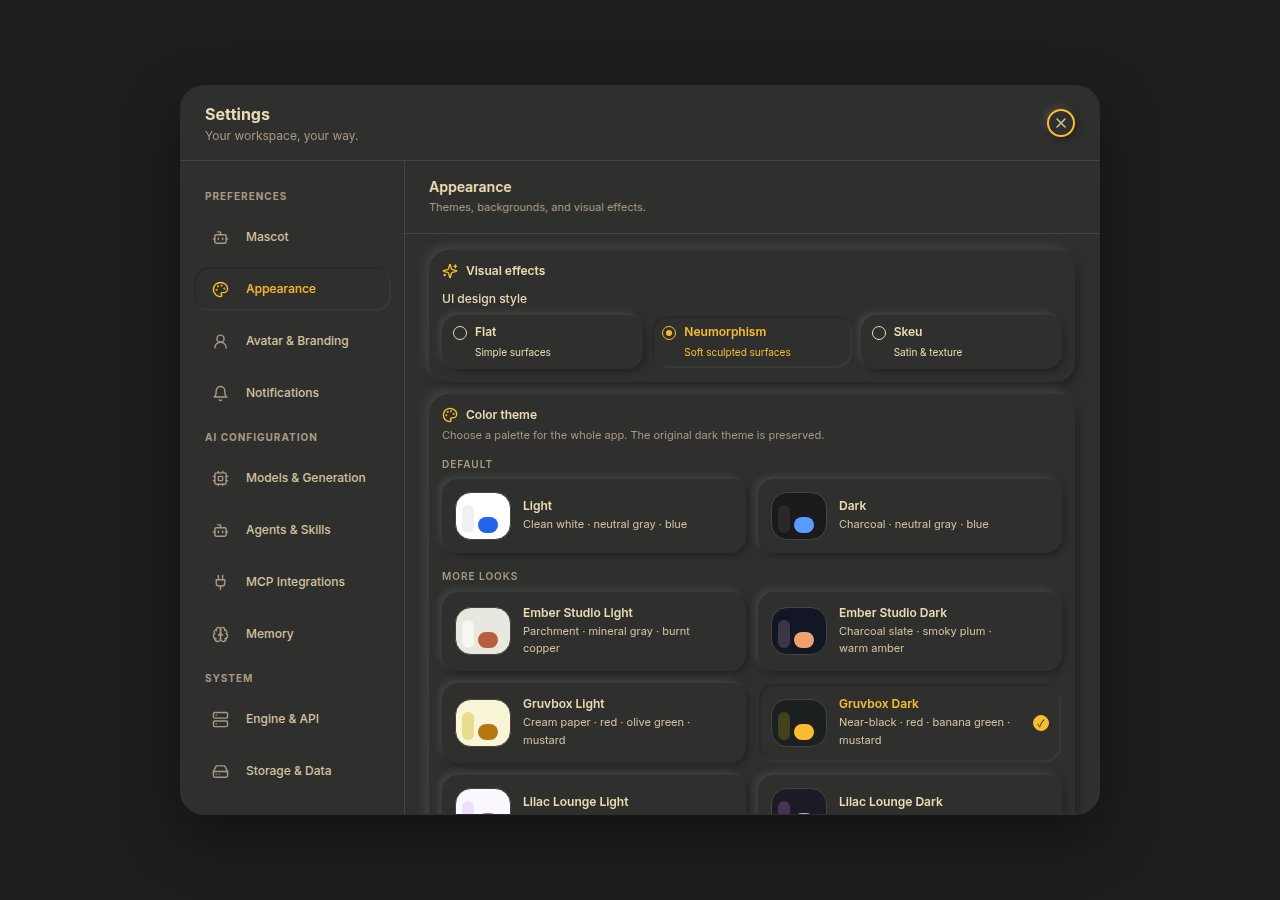 Settings
Your workspace, your way.
PREFERENCES
Mascot
Appearance
Avatar & Branding
Notifications
AI CONFIGURATION
Models & Generation
Agents & Skills
MCP Integrations
Memory
SYSTEM
Engine & API
Storage & Data
Appearance
Themes, backgrounds, and visual effects.
Visual effects
UI design style
Flat
Simple surfaces
Neumorphism
Soft sculpted surfaces
Skeu
Satin & texture
Color theme
Choose a palette for the whole app. The original dark theme is preserved.
DEFAULT
Light
Clean white · neutral gray · blue
Dark
Charcoal · neutral gray · blue
MORE LOOKS
Ember Studio Light
Parchment · mineral gray · burnt
copper
Ember Studio Dark
Charcoal slate · smoky plum ·
warm amber
Gruvbox Light
Cream paper · red · olive green ·
mustard
Gruvbox Dark
Near-black · red · banana green ·
mustard
Lilac Lounge Light
Lilac Lounge Dark